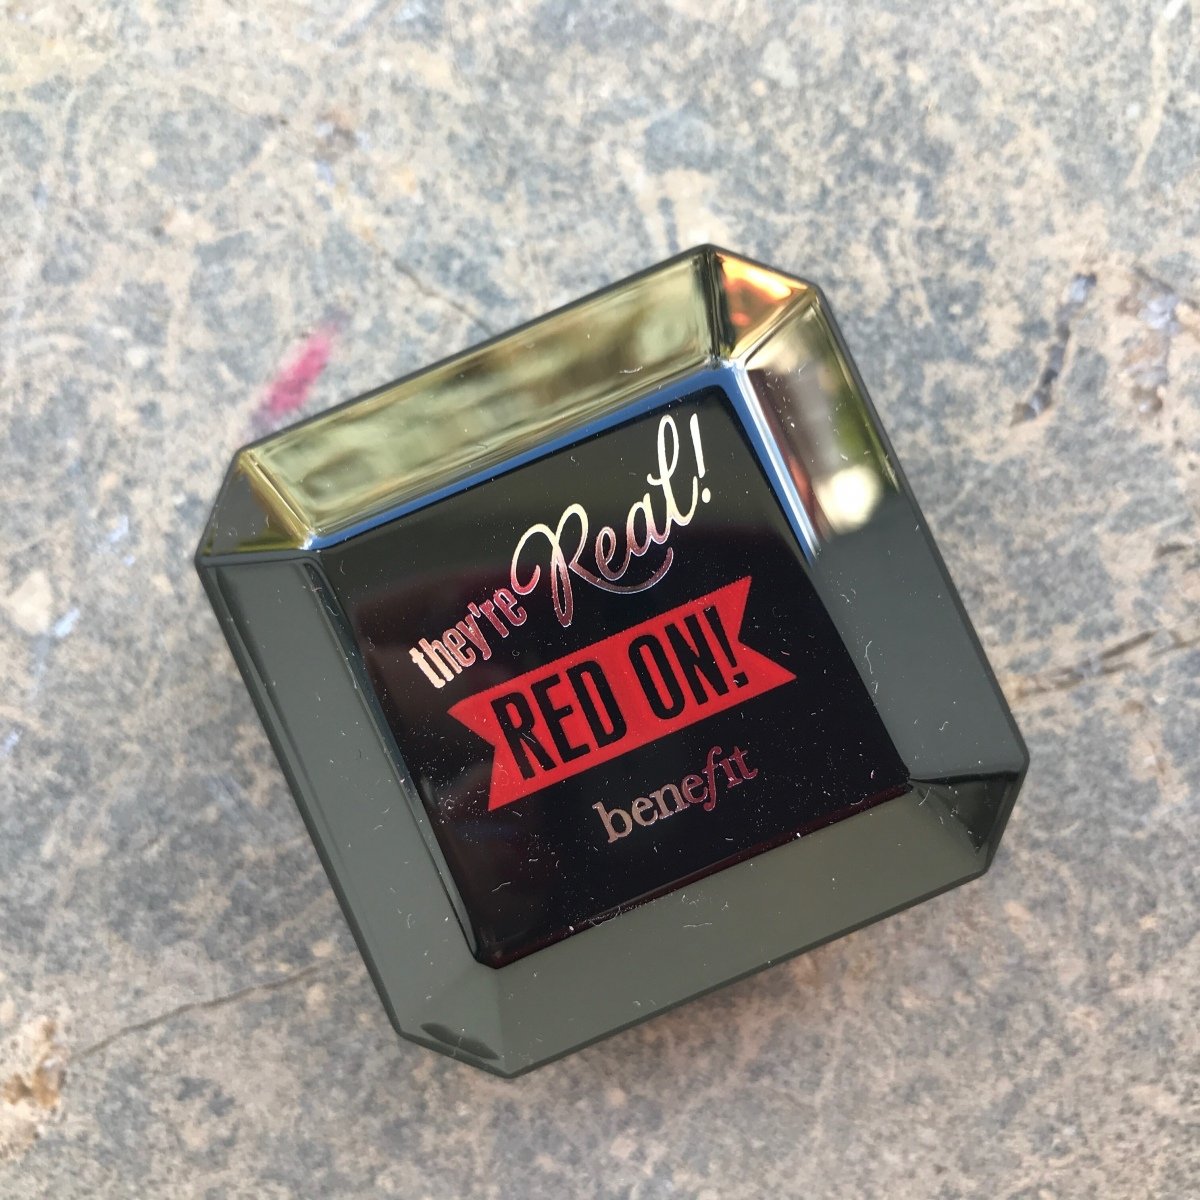 they're Real!
RED ON!
benefit